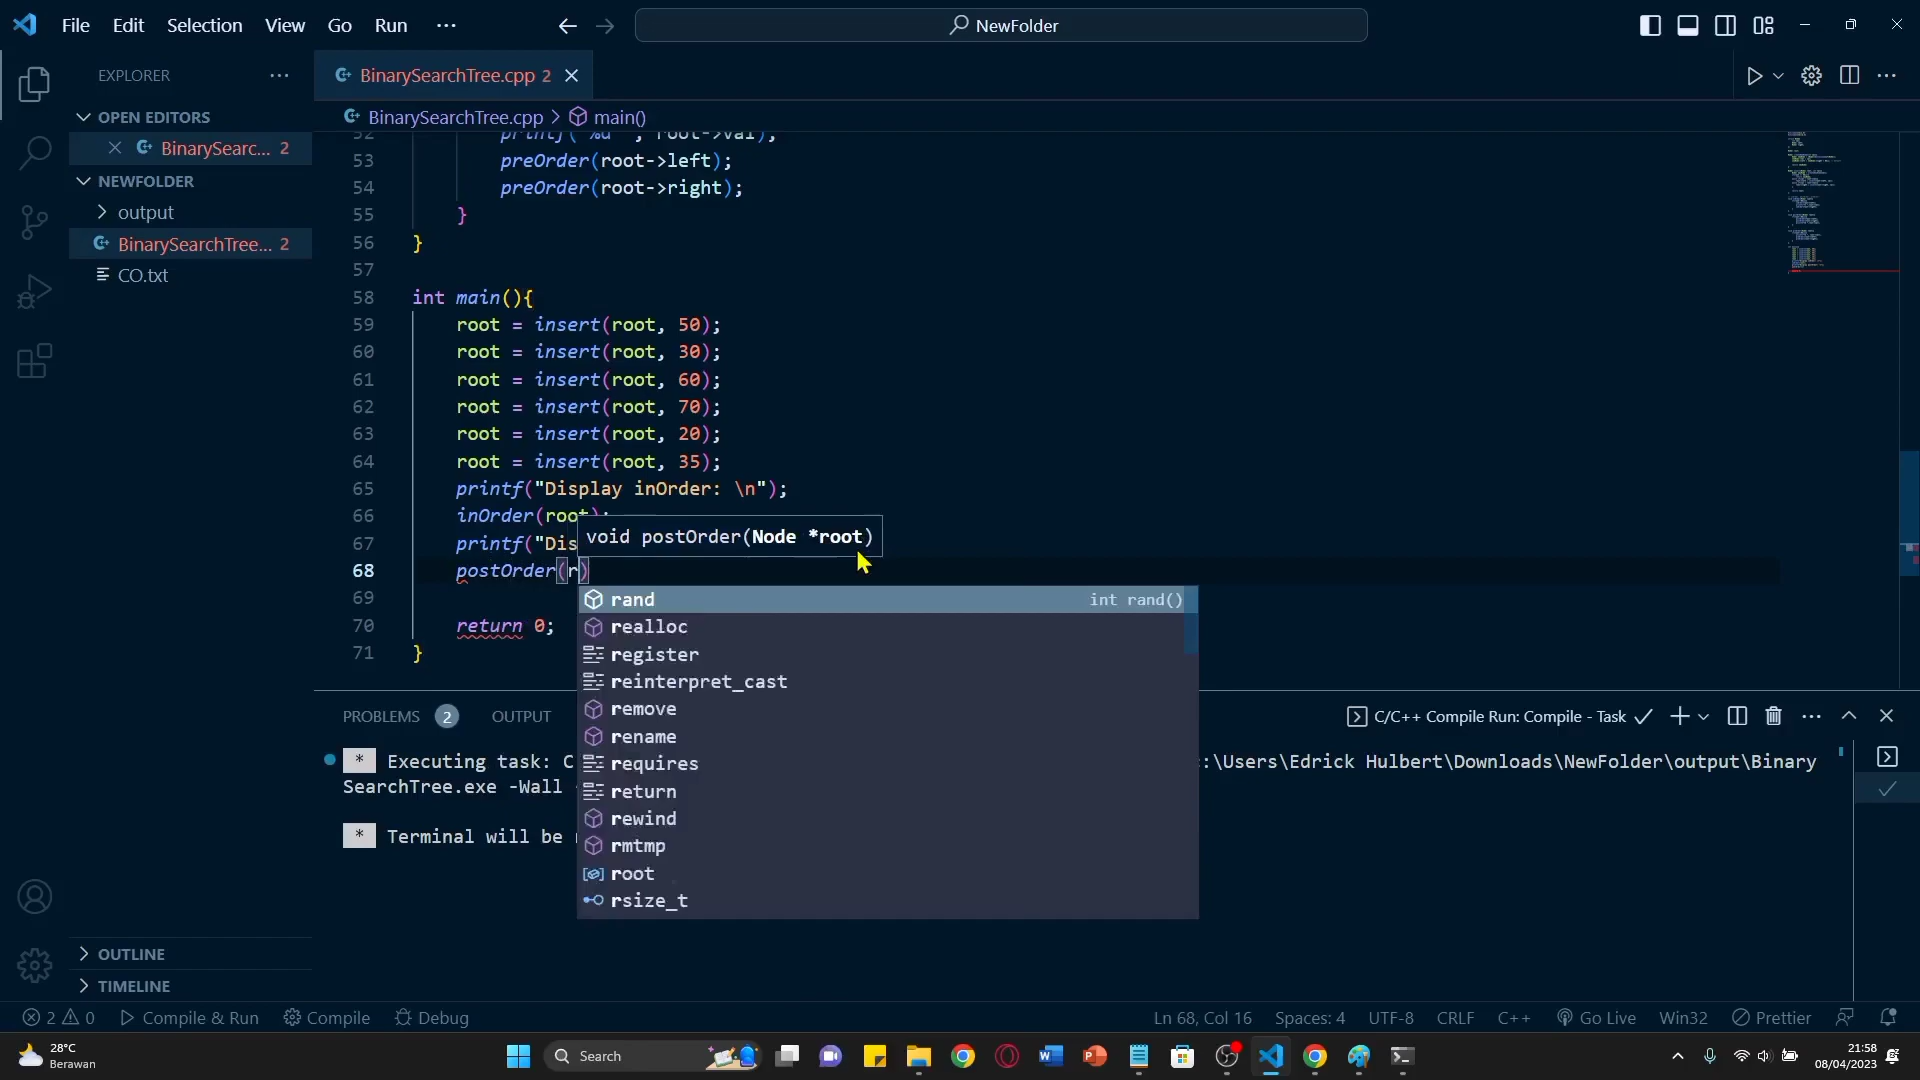 File Edit Selection View Go Run ···
NewFolder
EXPLORER ···
BinarySearchTree.cpp 2
OPEN EDITORS
BinarySearc... 2
NEWFOLDER
output
BinarySearchTree... 2
CO.txt
BinarySearchTree.cpp > main()
52 printf("%d ", root->val);
53 preOrder(root->left);
54 preOrder(root->right);
55 }
56 }
57
58 int main(){
59 root = insert(root, 50);
60 root = insert(root, 30);
61 root = insert(root, 60);
62 root = insert(root, 70);
63 root = insert(root, 20);
64 root = insert(root, 35);
65 printf("Display inOrder: \n");
66 inOrder(root);
void postOrder(Node *root)
67 printf("Dis
68 postOrder(r)
69
70 return 0;
71 }
rand int rand()
realloc
register
reinterpret_cast
remove
rename
requires
return
rewind
rmtmp
root
rsize_t
PROBLEMS 2 OUTPUT
C/C++ Compile Run: Compile - Task
* Executing task: C :\Users\Edrick Hulbert\Downloads\NewFolder\output\Binary
SearchTree.exe -Wall
* Terminal will be
OUTLINE
TIMELINE
2 0 Compile & Run Compile Debug
Ln 68, Col 16 Spaces: 4 UTF-8 CRLF C++ Go Live Win32 Prettier
28°C
Berawan
Search
21:58
08/04/2023